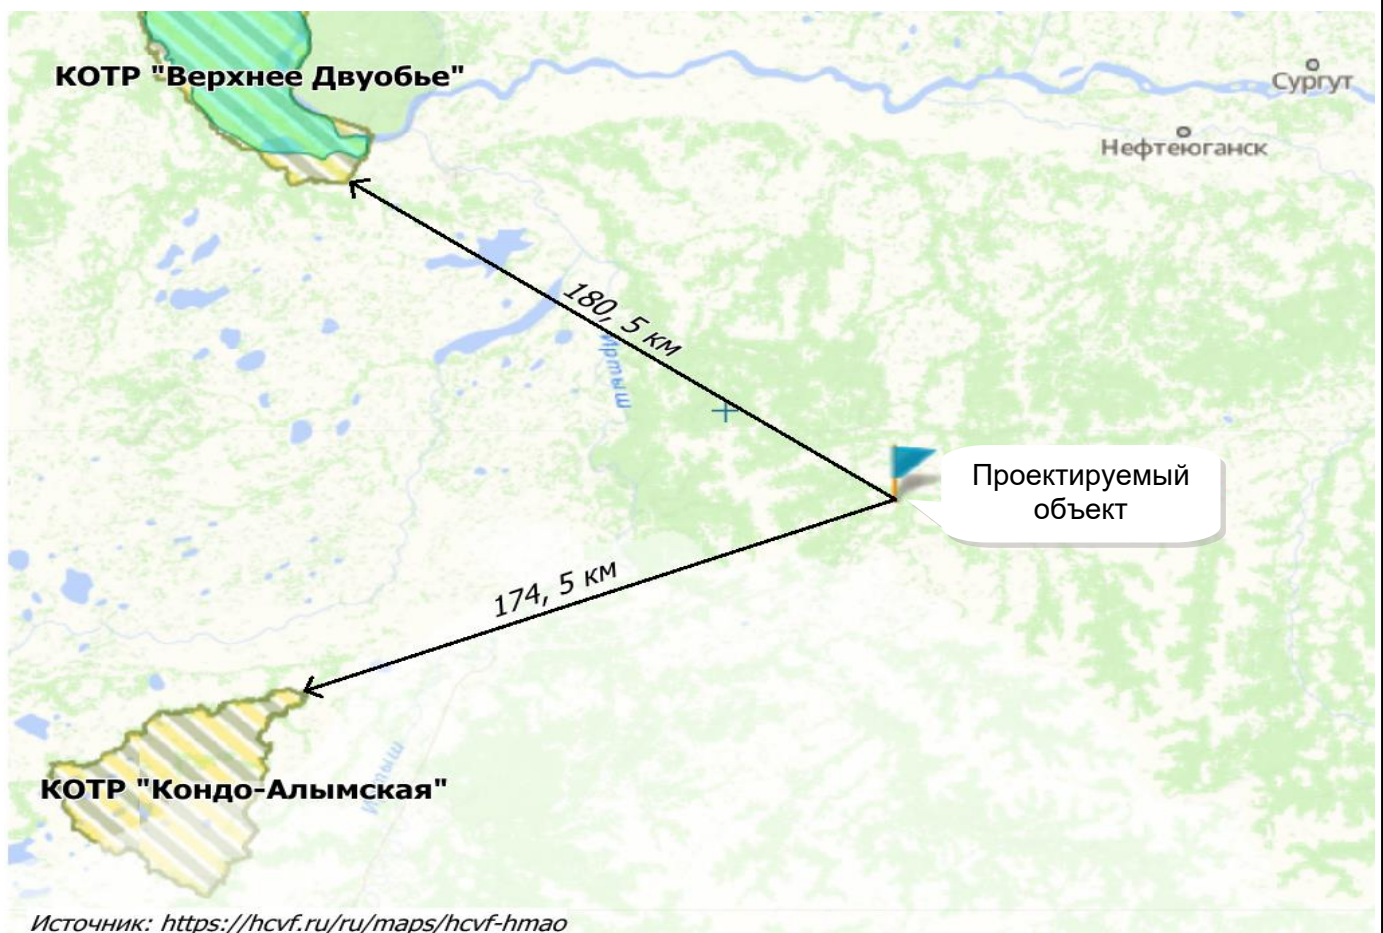 КОТР "Верхнее Двуобье"
Сургут
Нефтеюганск
180, 5 км
Иртыш
Проектируемый
объект
174, 5 км
Иртыш
КОТР "Кондо-Алымская"
Источник: https://hcvf.ru/ru/maps/hcvf-hmao